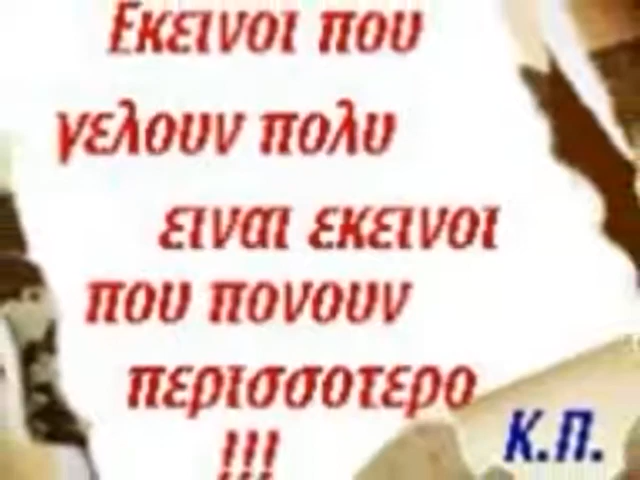 Εκεινοι που
γελουν πολυ
ειναι εκεινοι
που πονουν
περισσοτερο
!!!
Κ.Π.